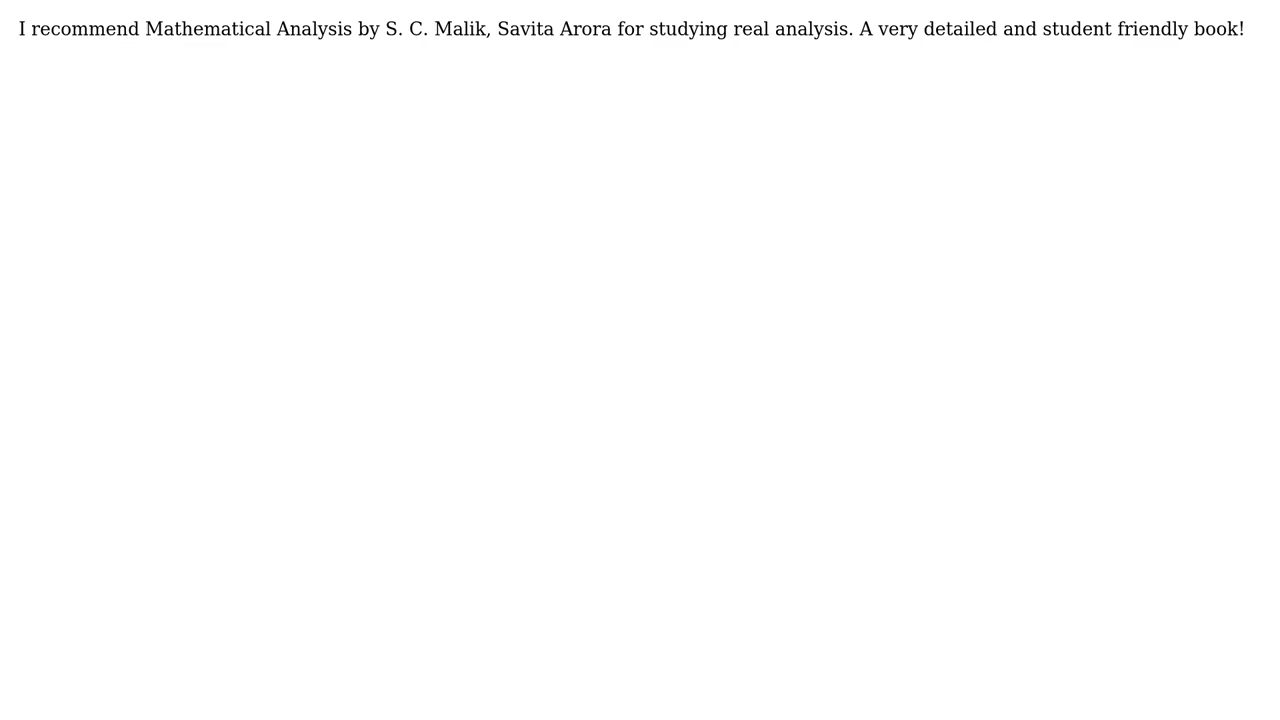 I recommend Mathematical Analysis by S. C. Malik, Savita Arora for studying real analysis. A very detailed and student friendly book!